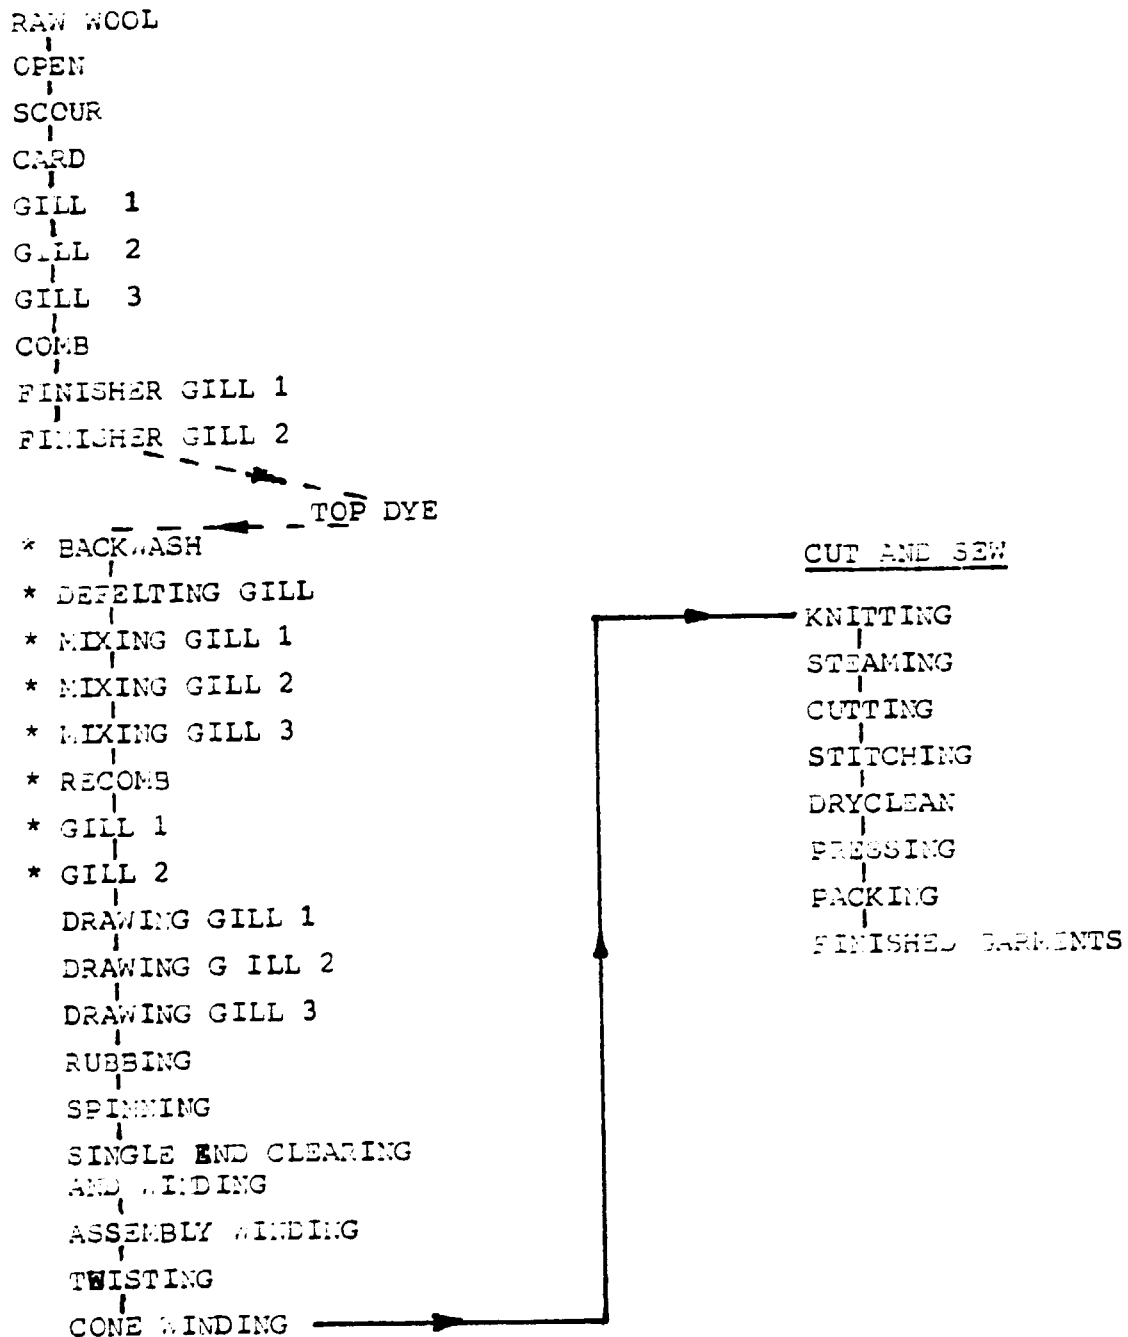 RAW WOOL
OPEN
SCOUR
CARD
GILL 1
GILL 2
GILL 3
COMB
FINISHER GILL 1
FINISHER GILL 2
TOP DYE
* BACKWASH
* DEFELTING GILL
* MIXING GILL 1
* MIXING GILL 2
* MIXING GILL 3
* RECOMB
* GILL 1
* GILL 2
DRAWING GILL 1
DRAWING G ILL 2
DRAWING GILL 3
RUBBING
SPINNING
SINGLE END CLEARING
AND WINDING
ASSEMBLY WINDING
TWISTING
CONE WINDING
CUT AND SEW
KNITTING
STEAMING
CUTTING
STITCHING
DRYCLEAN
PRESSING
PACKING
FINISHED GARMENTS